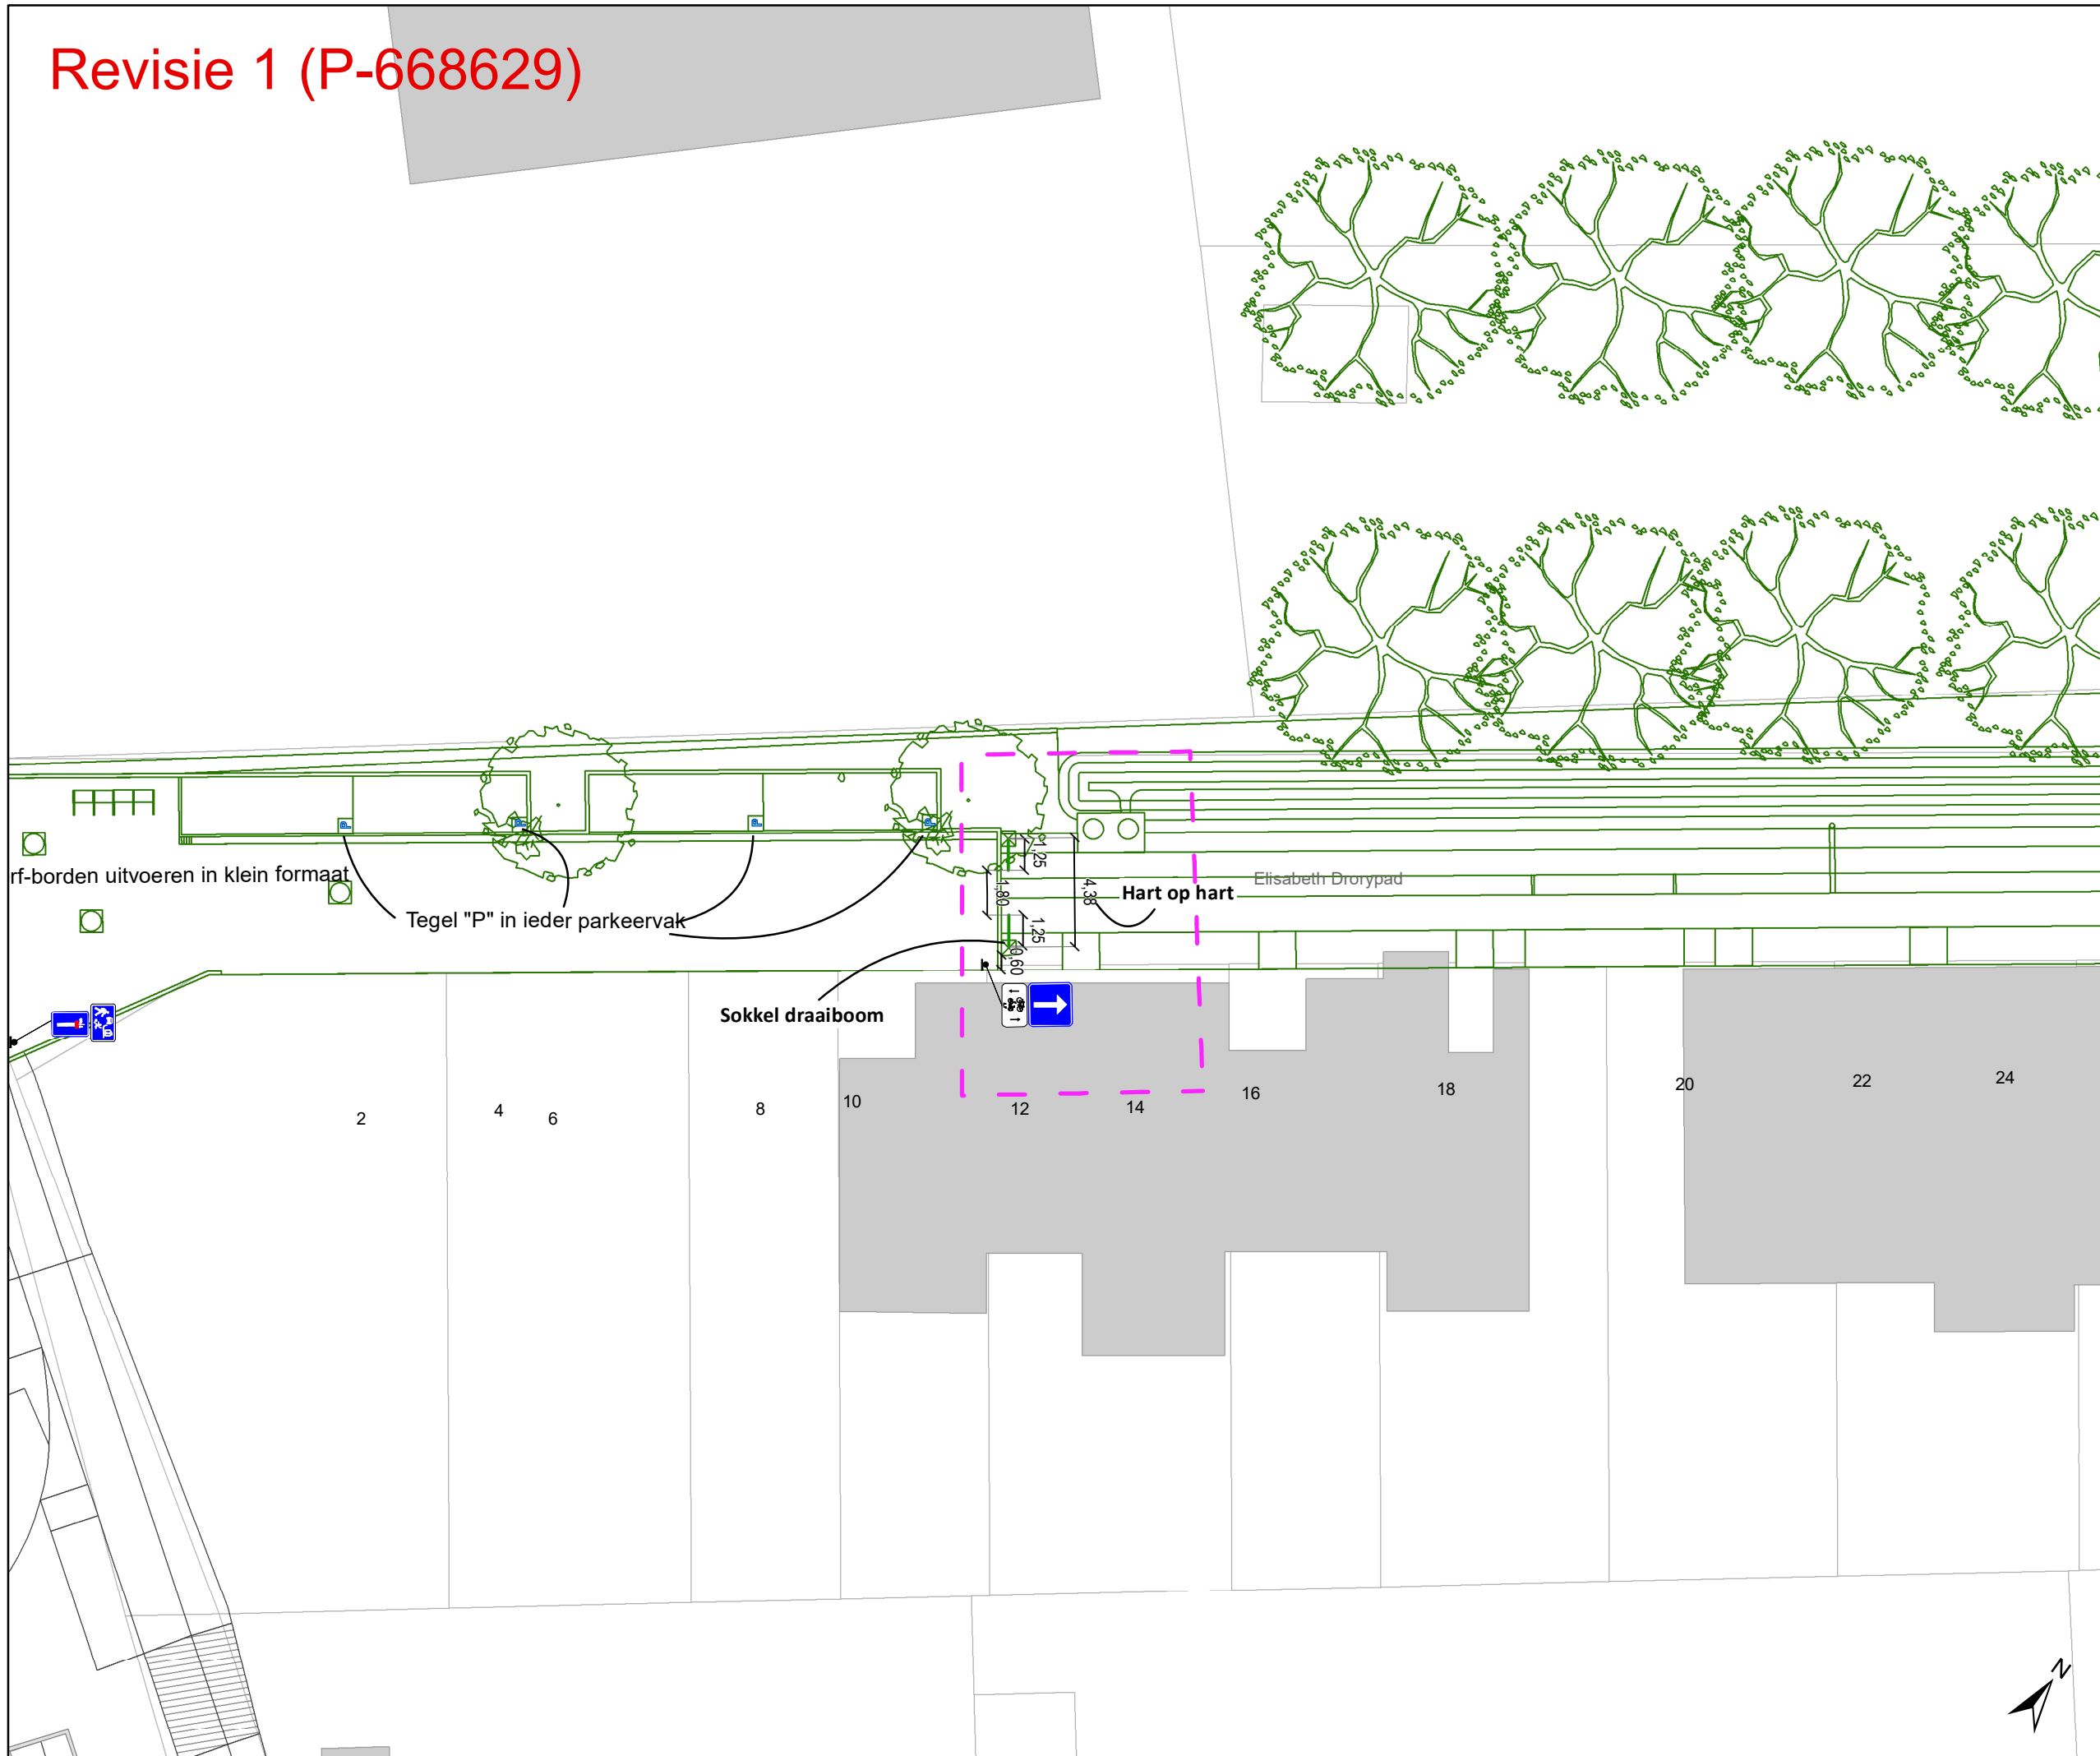 Revisie 1 (P-668629)
P
P
P
P
rf-borden uitvoeren in klein formaat
Tegel "P" in ieder parkeervak
1,25
1,80
4,38
1,25
0,60
Hart op hart
Elisabeth Drorypad
Sokkel draaiboom
2
4
6
8
10
12
14
16
18
20
22
24
N